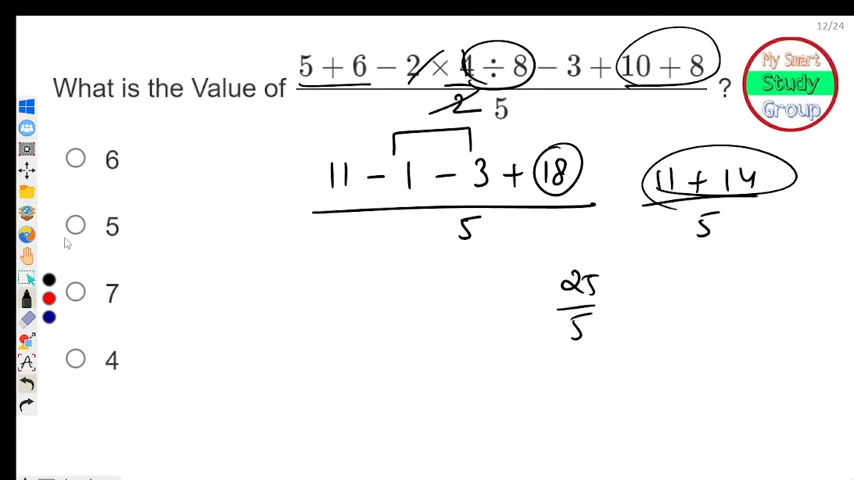 12/24
What is the Value of (5 + 6 − 2 × 4 ÷ 8 − 3 + 10 + 8) / 5 ?
2
My Smart
Study
Group
6
5
7
4
(11 − 1 − 3 + 18) / 5
(11 + 14) / 5
25 / 5
A